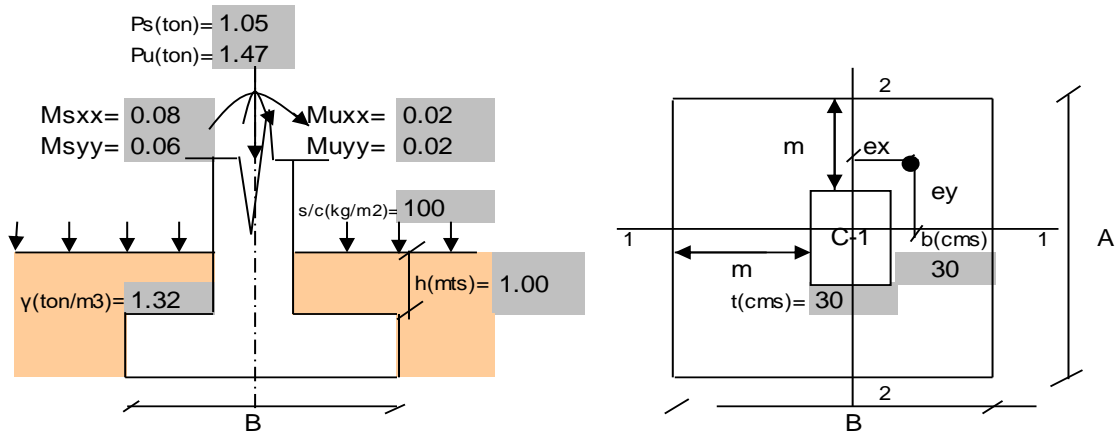 Ps(ton)= 1.05
Pu(ton)= 1.47
Msxx= 0.08
Msyy= 0.06
Muxx= 0.02
Muyy= 0.02
s/c(kg/m2)= 100
γ(ton/m3)= 1.32
h(mts)= 1.00
B
2
m
ex
ey
1
C-1
b(cms)
1
A
m
30
t(cms)= 30
2
B